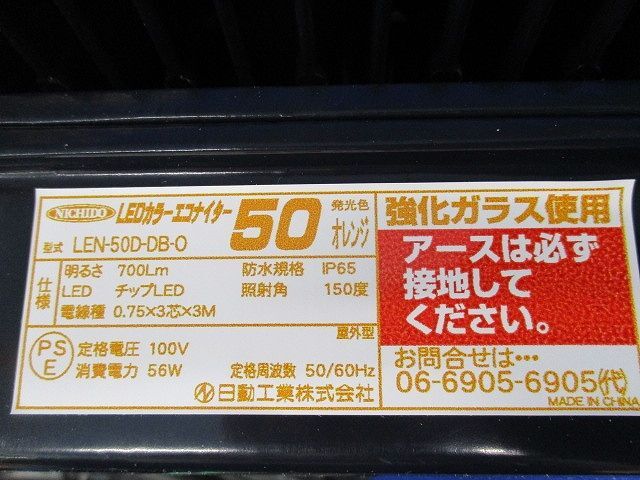 NICHIDO LEDカラーエコナイター 50 発光色 オレンジ
型式 LEN-50D-DB-O
仕様
明るさ 700Lm 防水規格 IP65
LED チップLED 照射角 150度
電線種 0.75×3芯×3M
屋外型
PS E
定格電圧 100V
消費電力 56W 定格周波数 50/60Hz
日動工業株式会社
強化ガラス使用
アースは必ず
接地して
ください。
お問合せは…
06-6905-6905(代)
MADE IN CHINA